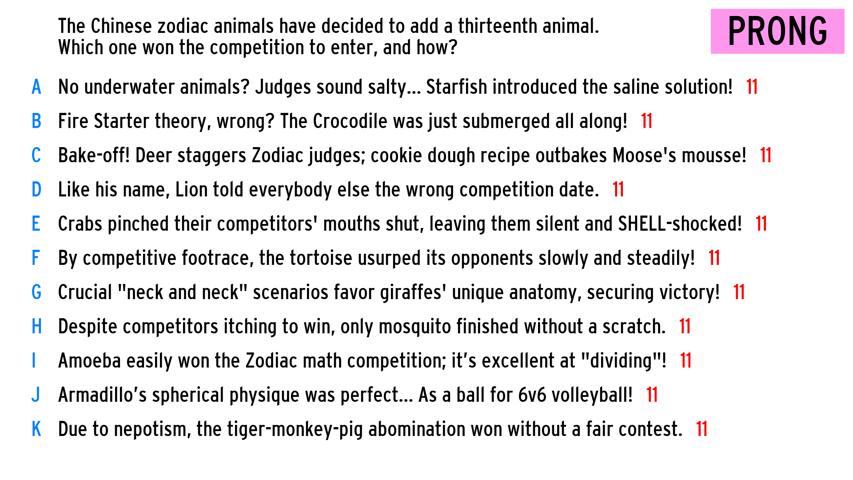 The Chinese zodiac animals have decided to add a thirteenth animal.
Which one won the competition to enter, and how?
PRONG
A No underwater animals? Judges sound salty... Starfish introduced the saline solution! 11
B Fire Starter theory, wrong? The Crocodile was just submerged all along! 11
C Bake-off! Deer staggers Zodiac judges; cookie dough recipe outbakes Moose's mousse! 11
D Like his name, Lion told everybody else the wrong competition date. 11
E Crabs pinched their competitors' mouths shut, leaving them silent and SHELL-shocked! 11
F By competitive footrace, the tortoise usurped its opponents slowly and steadily! 11
G Crucial "neck and neck" scenarios favor giraffes' unique anatomy, securing victory! 11
H Despite competitors itching to win, only mosquito finished without a scratch. 11
I Amoeba easily won the Zodiac math competition; it’s excellent at "dividing"! 11
J Armadillo’s spherical physique was perfect... As a ball for 6v6 volleyball! 11
K Due to nepotism, the tiger-monkey-pig abomination won without a fair contest. 11